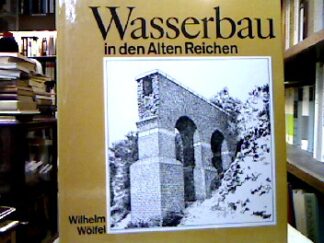 Wasserbau
in den Alten Reichen
Wilhelm
Wölfel